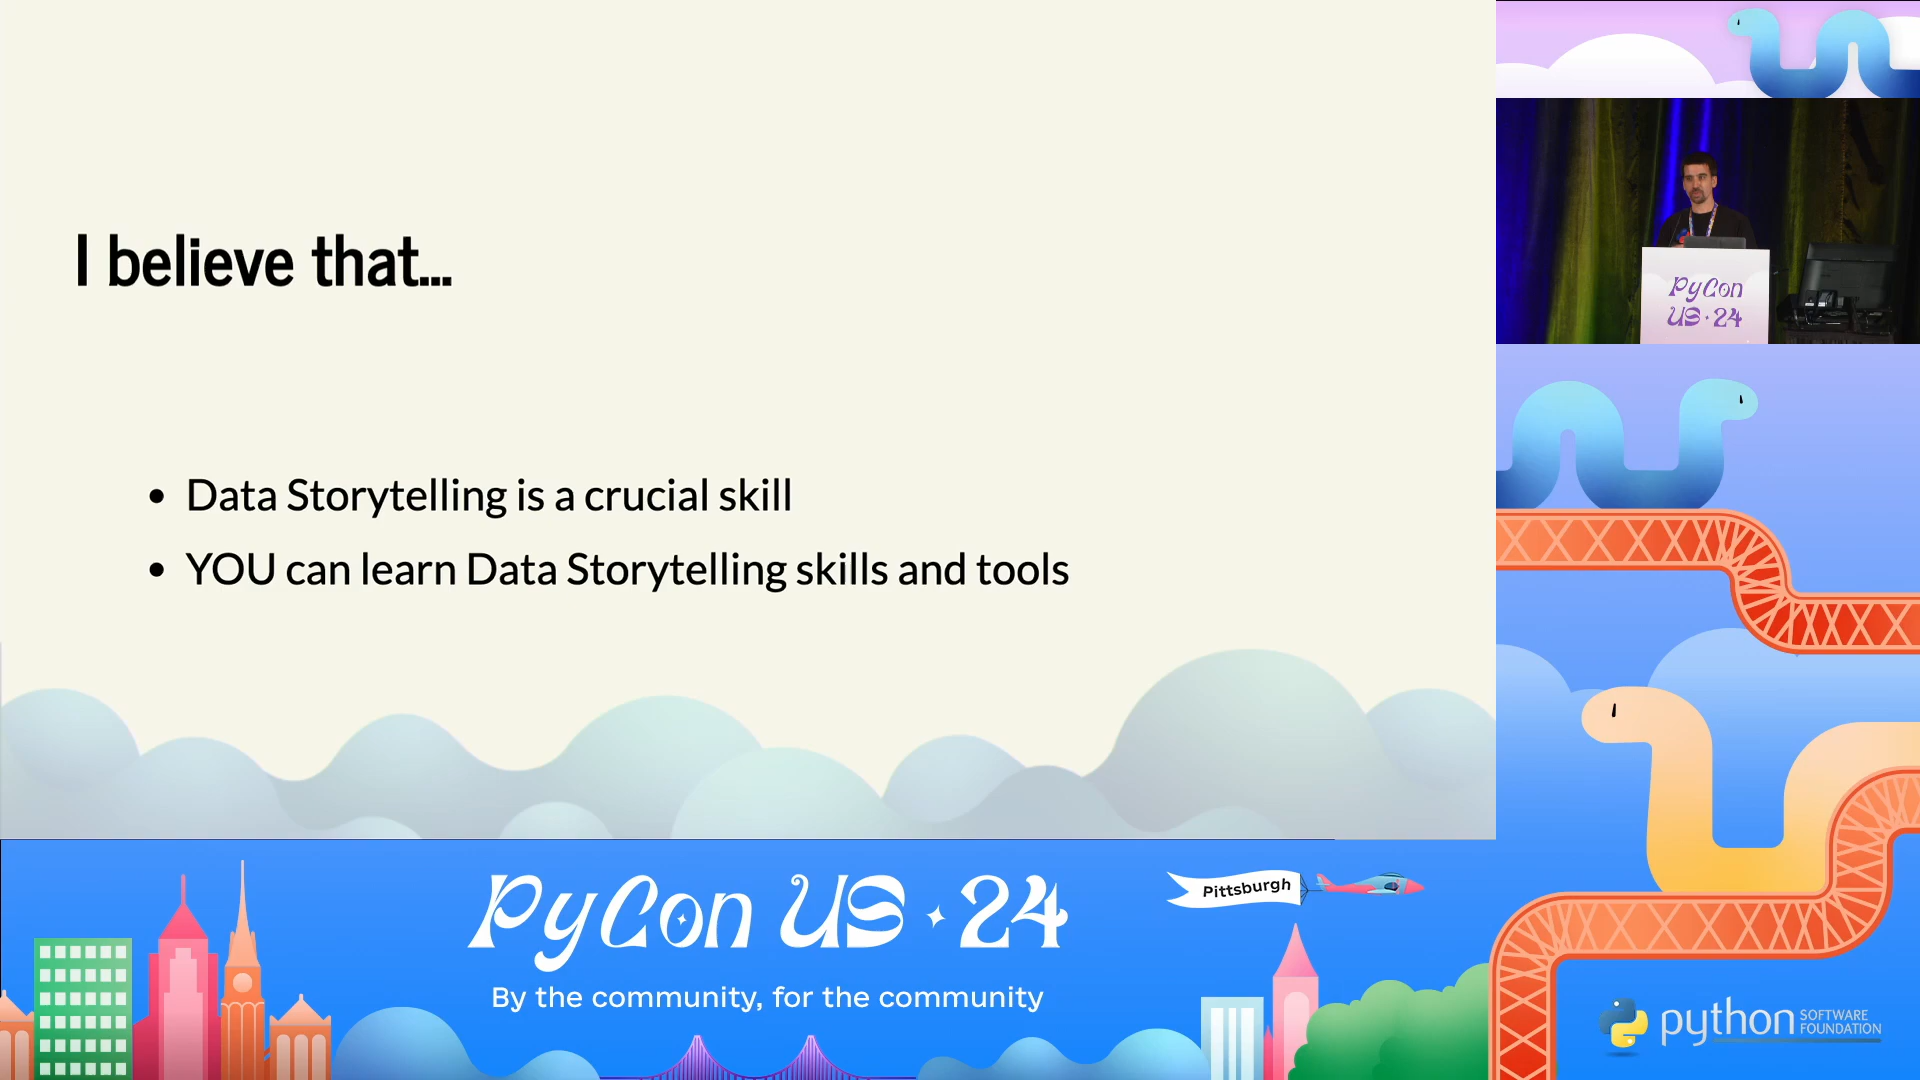 I believe that...
• Data Storytelling is a crucial skill
• YOU can learn Data Storytelling skills and tools
PyCon
US · 24
PyCon US · 24
By the community, for the community
Pittsburgh
python
SOFTWARE
FOUNDATION